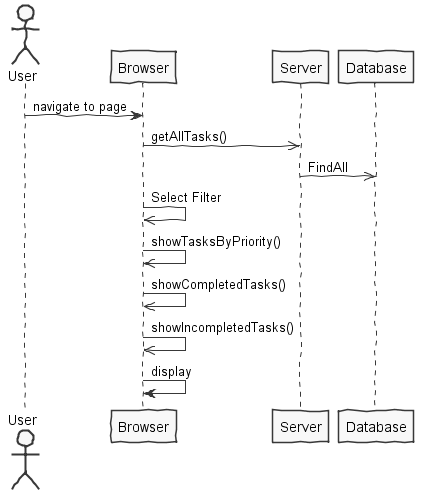 User
Browser
Server
Database
navigate to page
getAllTasks()
FindAll
Select Filter
showTasksByPriority()
showCompletedTasks()
showIncompletedTasks()
display
User
Browser
Server
Database